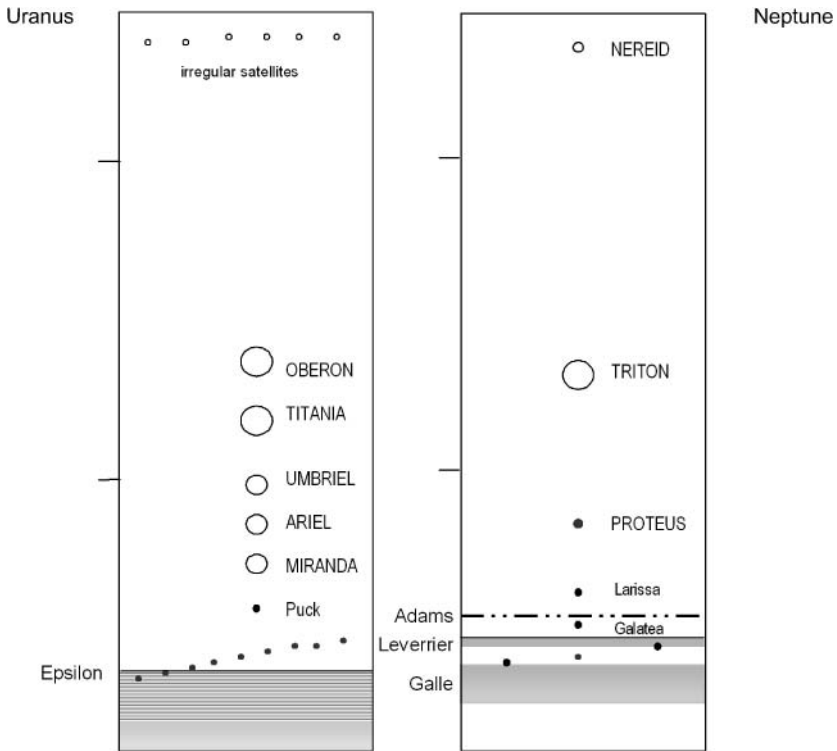 Uranus
Neptune
irregular satellites
OBERON
TITANIA
UMBRIEL
ARIEL
MIRANDA
Puck
Epsilon
NEREID
TRITON
PROTEUS
Larissa
Adams
Galatea
Leverrier
Galle